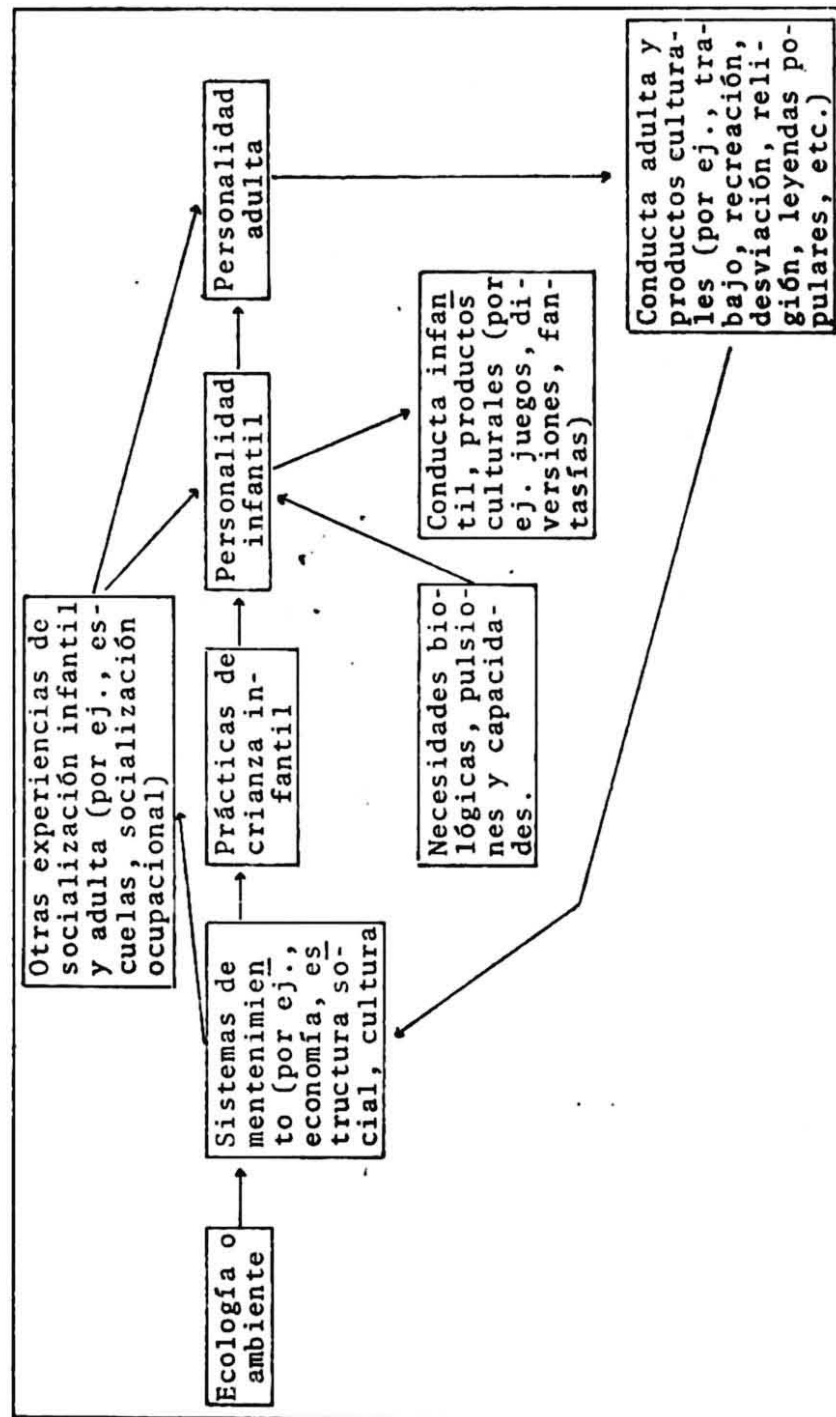 Otras experiencias de
socialización infantil
y adulta (por ej., es-
cuelas, socialización
ocupacional)
Ecología o
ambiente
Sistemas de
mentenimien
to (por ej.,
economía, es
tructura so-
cial, cultura
Prácticas de
crianza in-
fantil
Personalidad
infantil
Personalidad
adulta
Necesidades bio-
lógicas, pulsio-
nes y capacida-
des.
Conducta infan
til, productos
culturales (por
ej. juegos, di-
versiones, fan-
tasías)
Conducta adulta y
productos cultura-
les (por ej., tra-
bajo, recreación,
desviación, reli-
gión, leyendas po-
pulares, etc.)